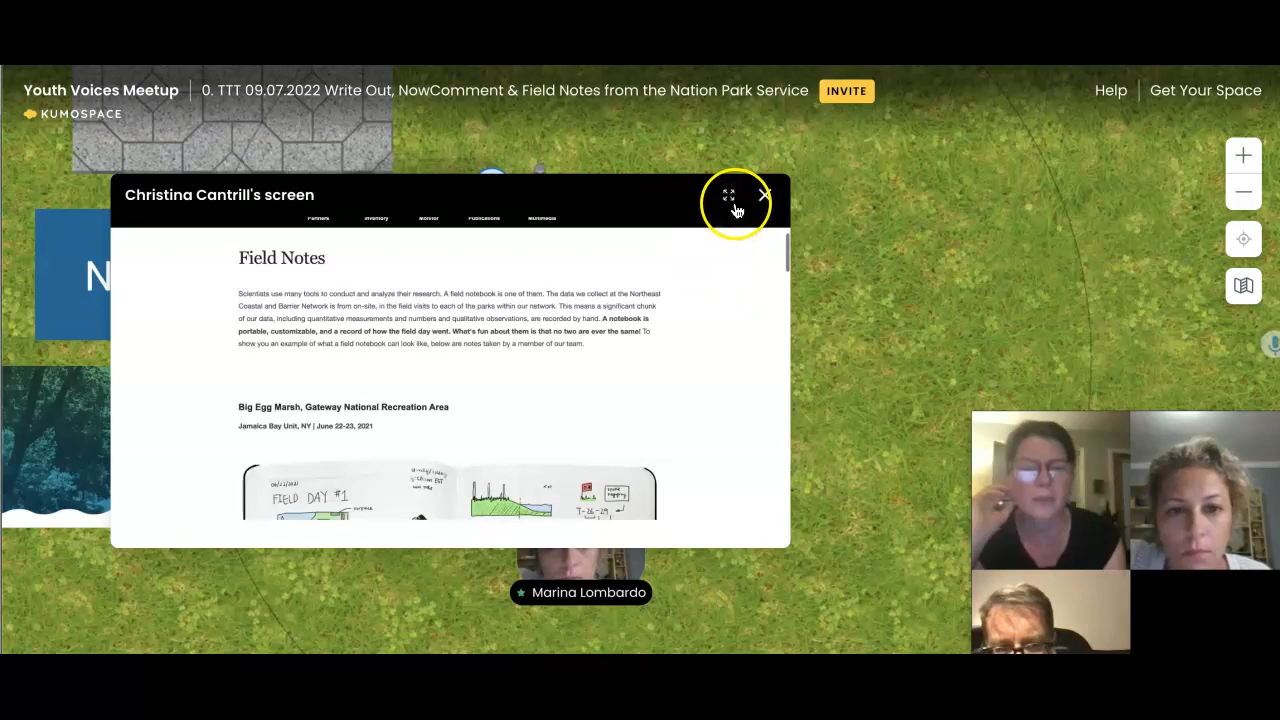 Youth Voices Meetup 0. TTT 09.07.2022 Write Out, NowComment & Field Notes from the Nation Park Service INVITE Help Get Your Space
KUMOSPACE
Christina Cantrill's screen
Partners Inventory Monitor Publications Multimedia
Field Notes
Scientists use many tools to conduct and analyze their research. A field notebook is one of them. The data we collect at the Northeast
Coastal and Barrier Network is from on-site, in the field visits to each of the parks within our network. This means a significant chunk
of our data, including quantitative measurements and numbers and qualitative observations, are recorded by hand. A notebook is
portable, customizable, and a record of how the field day went. What's fun about them is that no two are ever the same! To
show you an example of what a field notebook can look like, below are notes taken by a member of our team.
N
Big Egg Marsh, Gateway National Recreation Area
Jamaica Bay Unit, NY | June 22-23, 2021
FIELD DAY #1
Marina Lombardo